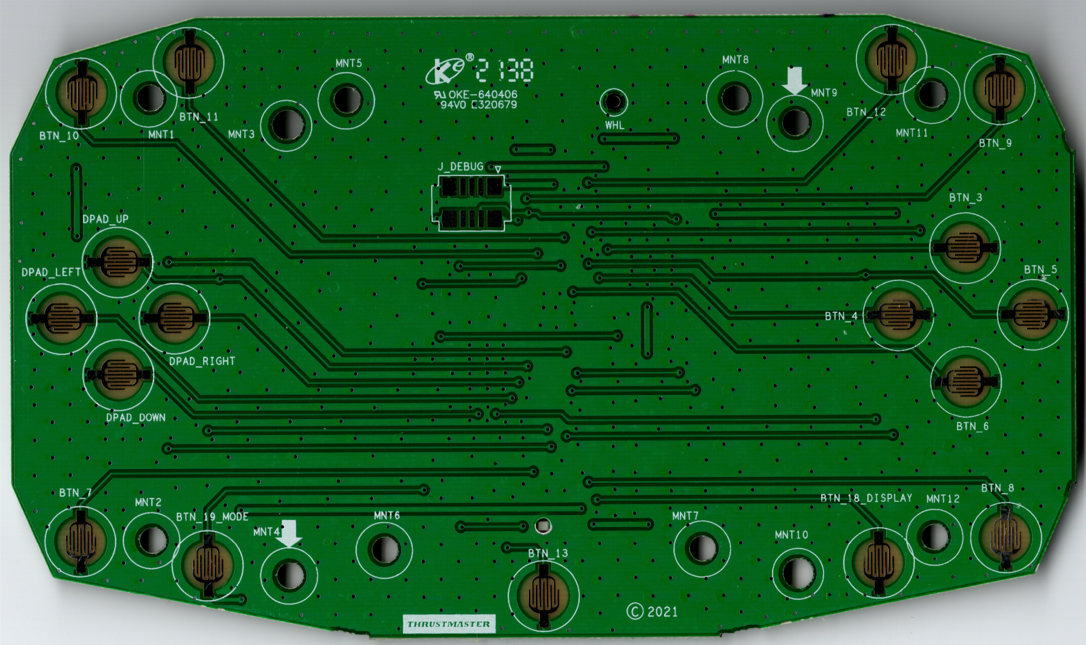 MNT5
MNT8
K® 2138
OKE-640406
94V0 E320679
MNT9
BTN_10
MNT1
BTN_11
MNT3
WHL
BTN_12
MNT11
BTN_9
J_DEBUG
DPAD_UP
BTN_3
DPAD_LEFT
BTN_5
BTN_4
DPAD_RIGHT
DPAD_DOWN
BTN_6
BTN_7
MNT2
BTN_19_MODE
MNT4
MNT6
MNT7
BTN_18_DISPLAY
MNT12
BTN_8
MNT10
BTN_13
© 2021
THRUSTMASTER